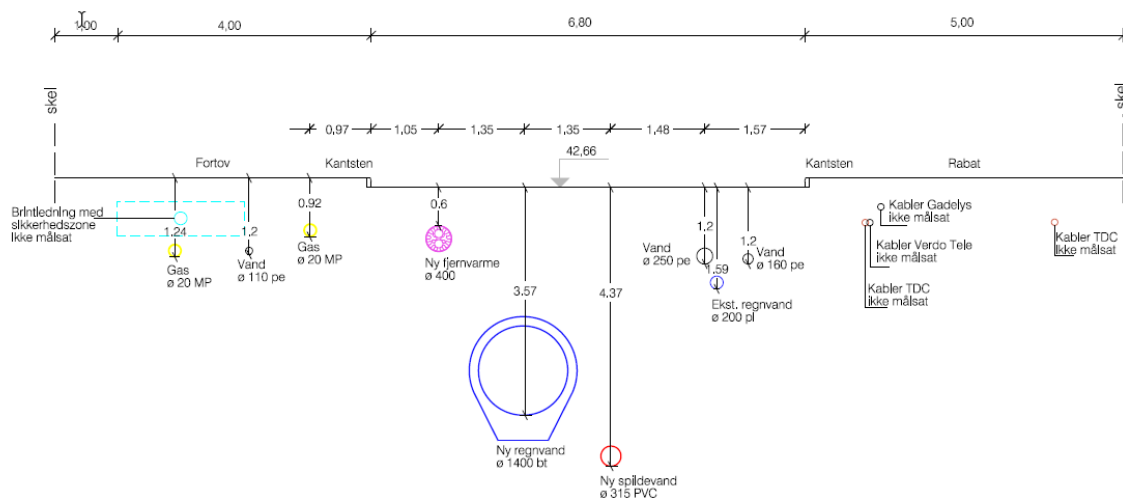 1,00
4,00
6,80
5,00
skel
skel
0,97
1,05
1,35
1,35
1,48
1,57
42,66
Fortov
Kantsten
Kantsten
Rabat
Brintledning med
sikkerhedszone
ikke målsat
1.24
1.2
0.92
0.6
3.57
4.37
1.2
1.59
1.2
Gas
ø 20 MP
Vand
ø 110 pe
Gas
ø 20 MP
Ny fjernvarme
ø 400
Vand
ø 250 pe
Vand
ø 160 pe
Ekst. regnvand
ø 200 pl
Kabler Gadelys
ikke målsat
Kabler Verdo Tele
ikke målsat
Kabler TDC
ikke målsat
Kabler TDC
ikke målsat
Ny regnvand
ø 1400 bt
Ny spildevand
ø 315 PVC